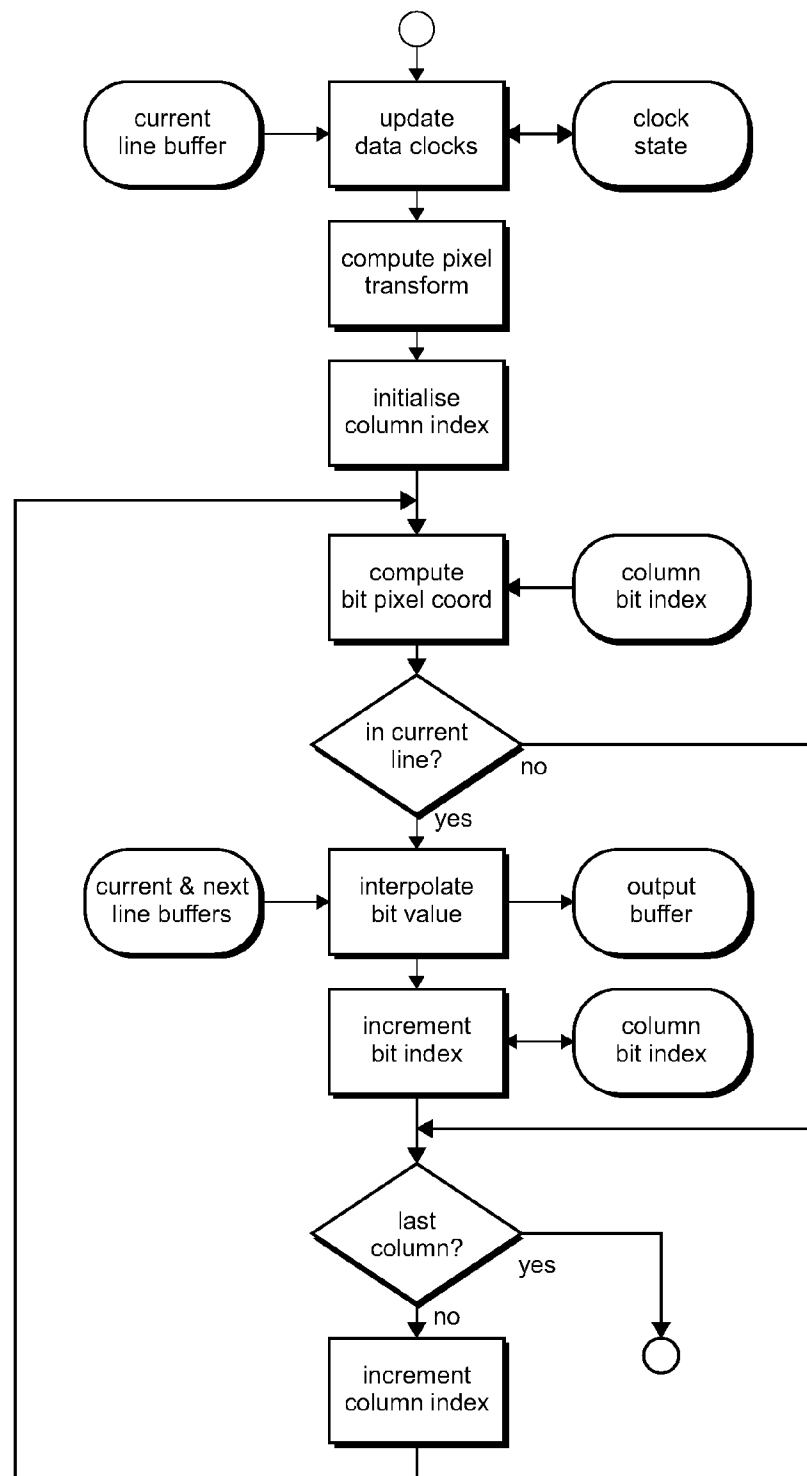 current
line buffer
update
data clocks
clock
state
compute pixel
transform
initialise
column index
compute
bit pixel coord
column
bit index
in current
line?
no
yes
current & next
line buffers
interpolate
bit value
output
buffer
increment
bit index
column
bit index
last
column?
yes
no
increment
column index